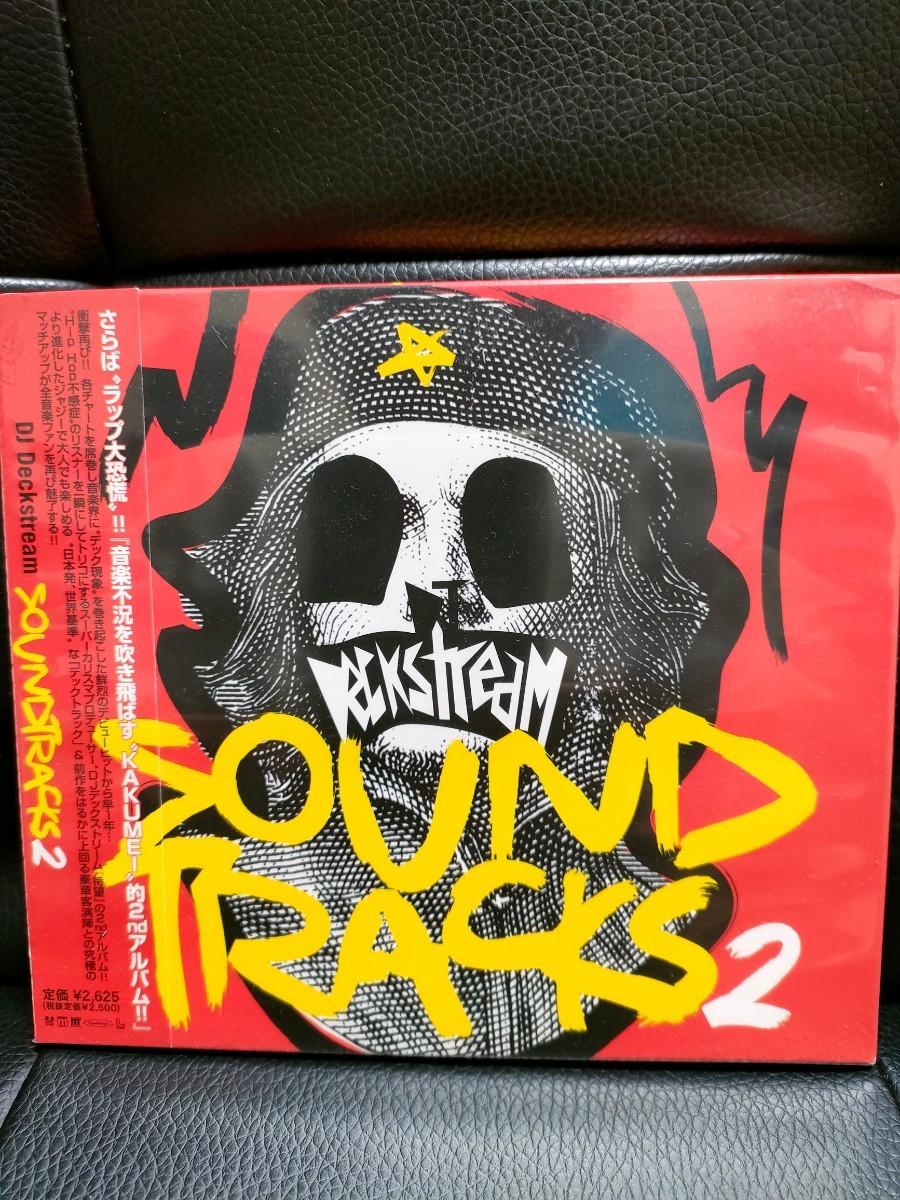 さらば“ラップ大恐慌”!!『音楽不況を吹き飛ばす“KAKUMEI”的2ndアルバム!!』
衝撃再び!! 各チャートを席巻し音楽界に“デック現象”を巻き起こした鮮烈のデビューヒットから早1年…
“Hip Hop不感症”のリスナーを一瞬にしてトリコにするスーパーカリスマプロデューサー、DJデックストリーム『待望』の2ndアルバム!!
より進化したジャジーで大人でも楽しめる“日本発、世界基準”な「デックトラック」&前作をはるかに上回る豪華客演陣との究極の
マッチアップが全音楽ファンを再び魅了する!!
DJ Deckstream SOUNDTRACKS 2
定価 ¥2,625
(税抜定価¥2,500)
Deckstream
SOUND
TRACKS 2